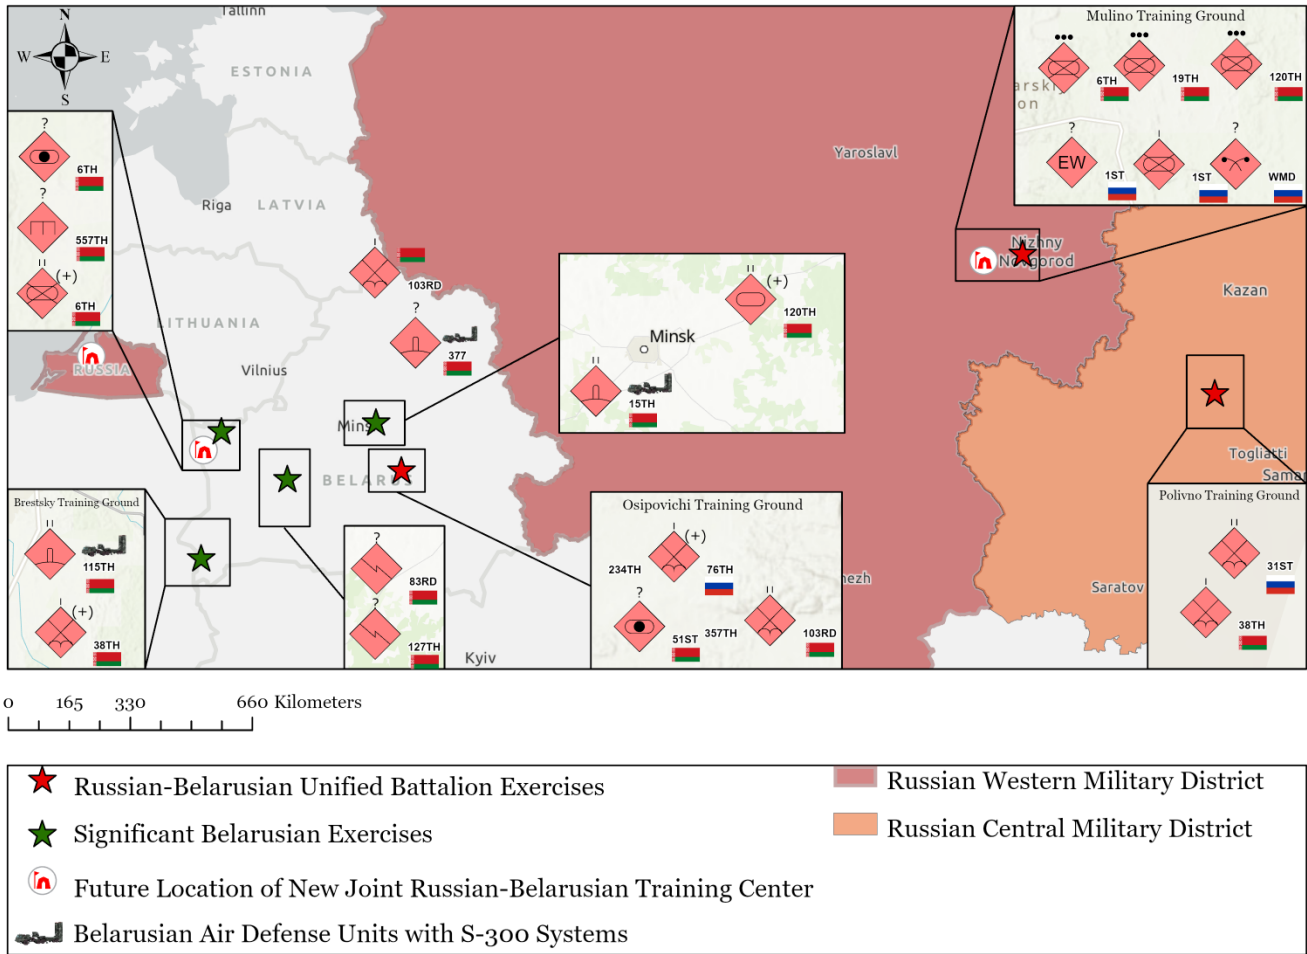 Tallinn
N
W
E
S
ESTONIA
Mulino Training Ground
6TH
19TH
120TH
?
I
?
EW
1ST
1ST
WMD
Yaroslavl
?
6TH
?
557TH
II
(+)
6TH
Riga
LATVIA
I
103RD
?
377
LITHUANIA
RUSSIA
Vilnius
II
(+)
120TH
Minsk
II
15TH
Nizhny
Novgorod
Kazan
Togliatti
Samar
Minsk
BELARUS
Brestsky Training Ground
II
115TH
I
(+)
38TH
?
83RD
?
127TH
Osipovichi Training Ground
I
(+)
234TH
76TH
?
II
51ST
357TH
103RD
nezh
Saratov
Polivno Training Ground
II
31ST
I
38TH
Kyiv
0 165 330 660 Kilometers
Russian-Belarusian Unified Battalion Exercises
Significant Belarusian Exercises
Future Location of New Joint Russian-Belarusian Training Center
Belarusian Air Defense Units with S-300 Systems
Russian Western Military District
Russian Central Military District